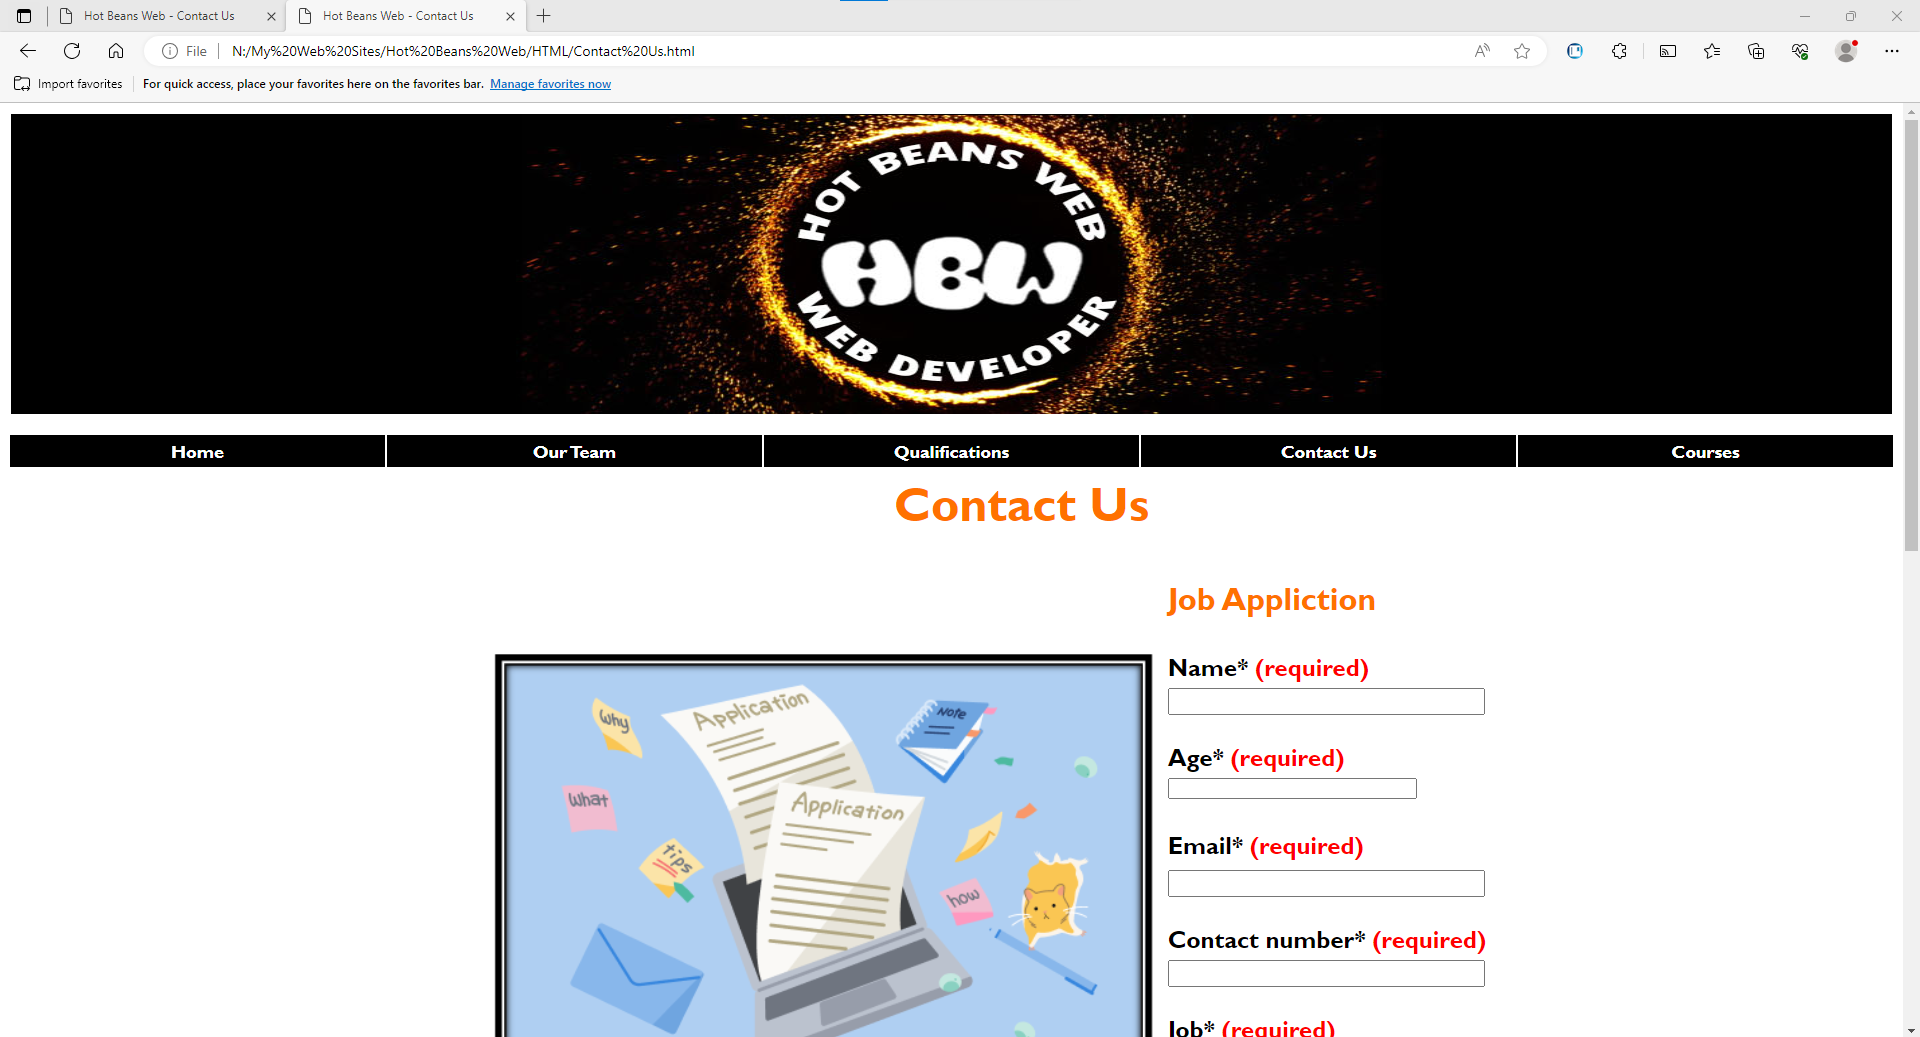 Hot Beans Web - Contact Us
Hot Beans Web - Contact Us
File
N:/My%20Web%20Sites/Hot%20Beans%20Web/HTML/Contact%20Us.html
Import favorites
For quick access, place your favorites here on the favorites bar. Manage favorites now
HOT BEANS WEB
HBW
WEB DEVELOPER
Home
Our Team
Qualifications
Contact Us
Courses
Contact Us
Job Appliction
Name* (required)
Age* (required)
Email* (required)
Contact number* (required)
Job* (required)
why
Application
Note
what
Application
tips
how